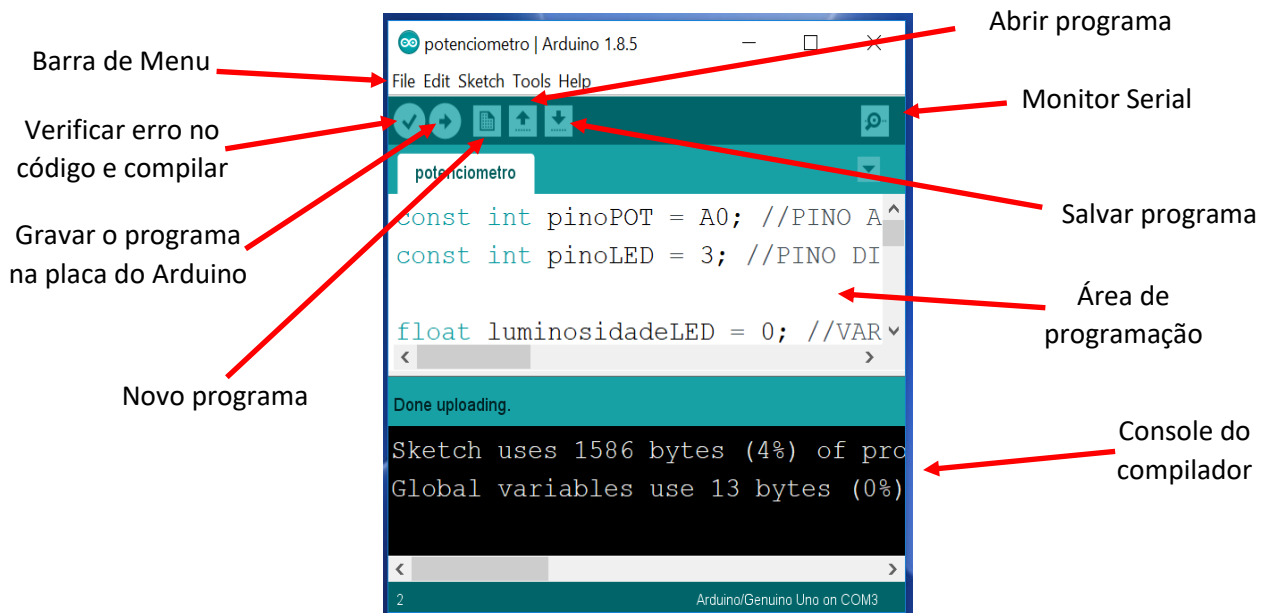 Abrir programa
Barra de Menu
Verificar erro no
código e compilar
Gravar o programa
na placa do Arduino
Novo programa
potenciometro | Arduino 1.8.5
File Edit Sketch Tools Help
potenciometro
const int pinoPOT = A0; //PINO A
const int pinoLED = 3; //PINO DI
float luminosidadeLED = 0; //VAR
Done uploading.
Sketch uses 1586 bytes (4%) of pro
Global variables use 13 bytes (0%)
2
Arduino/Genuino Uno on COM3
Monitor Serial
Salvar programa
Área de
programação
Console do
compilador